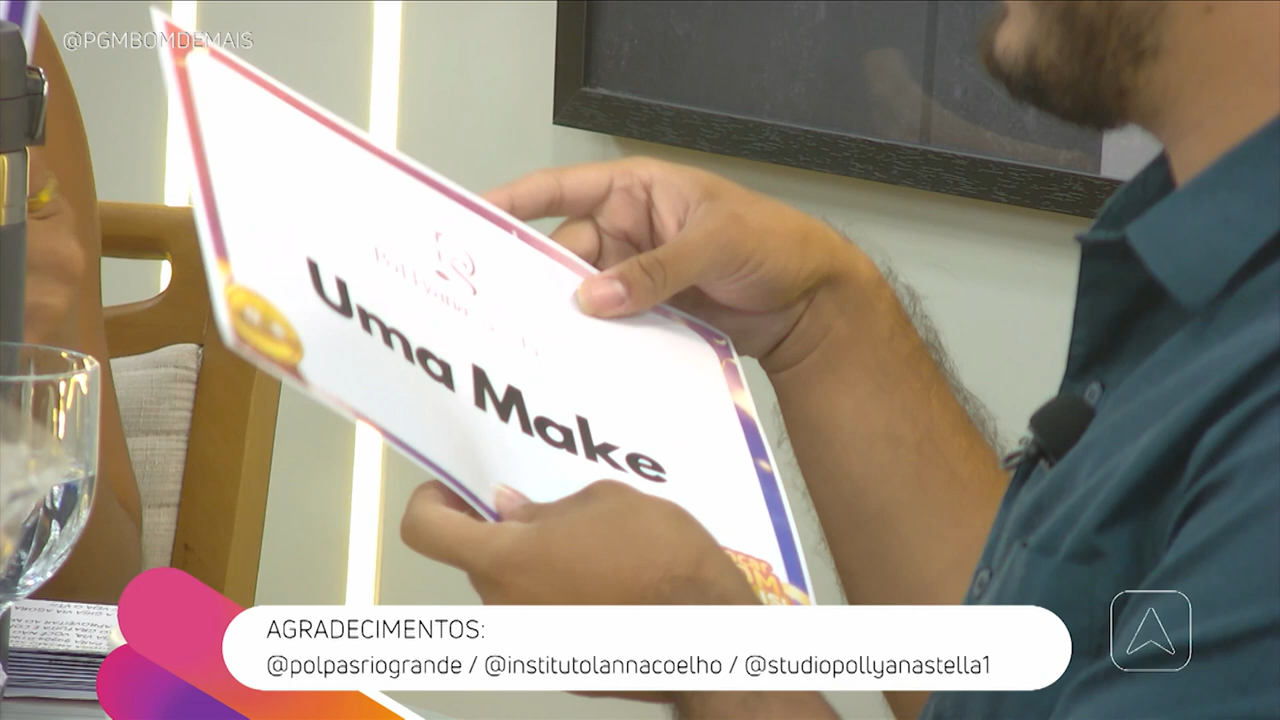 @PGMBOMDEMAIS
Uma Make
AGRADECIMENTOS:
@polpasriogrande / @institutolannacoelho / @studiopollyanastella1